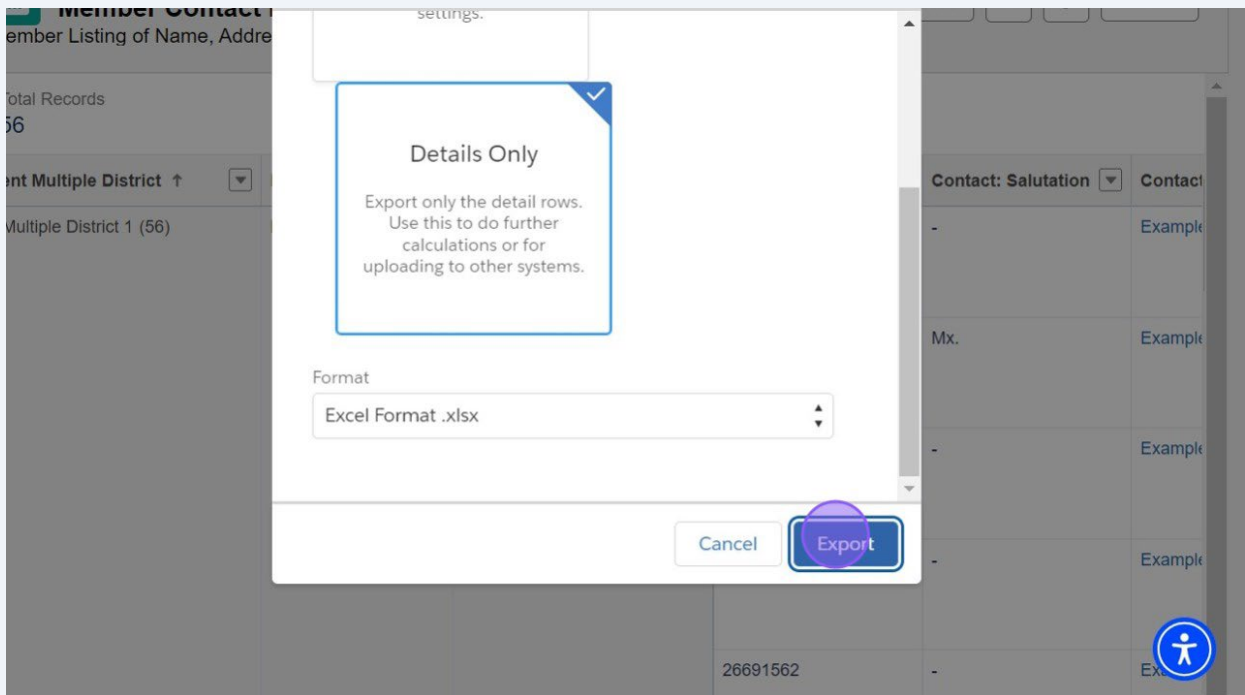 Member Contact
ember Listing of Name, Addre
Total Records
56
ent Multiple District ↑
Multiple District 1 (56)
settings.
Details Only
Export only the detail rows.
Use this to do further
calculations or for
uploading to other systems.
Format
Excel Format .xlsx
Cancel
Export
Contact: Salutation
Contact
-
Example
Mx.
Example
-
Example
-
Example
26691562
-